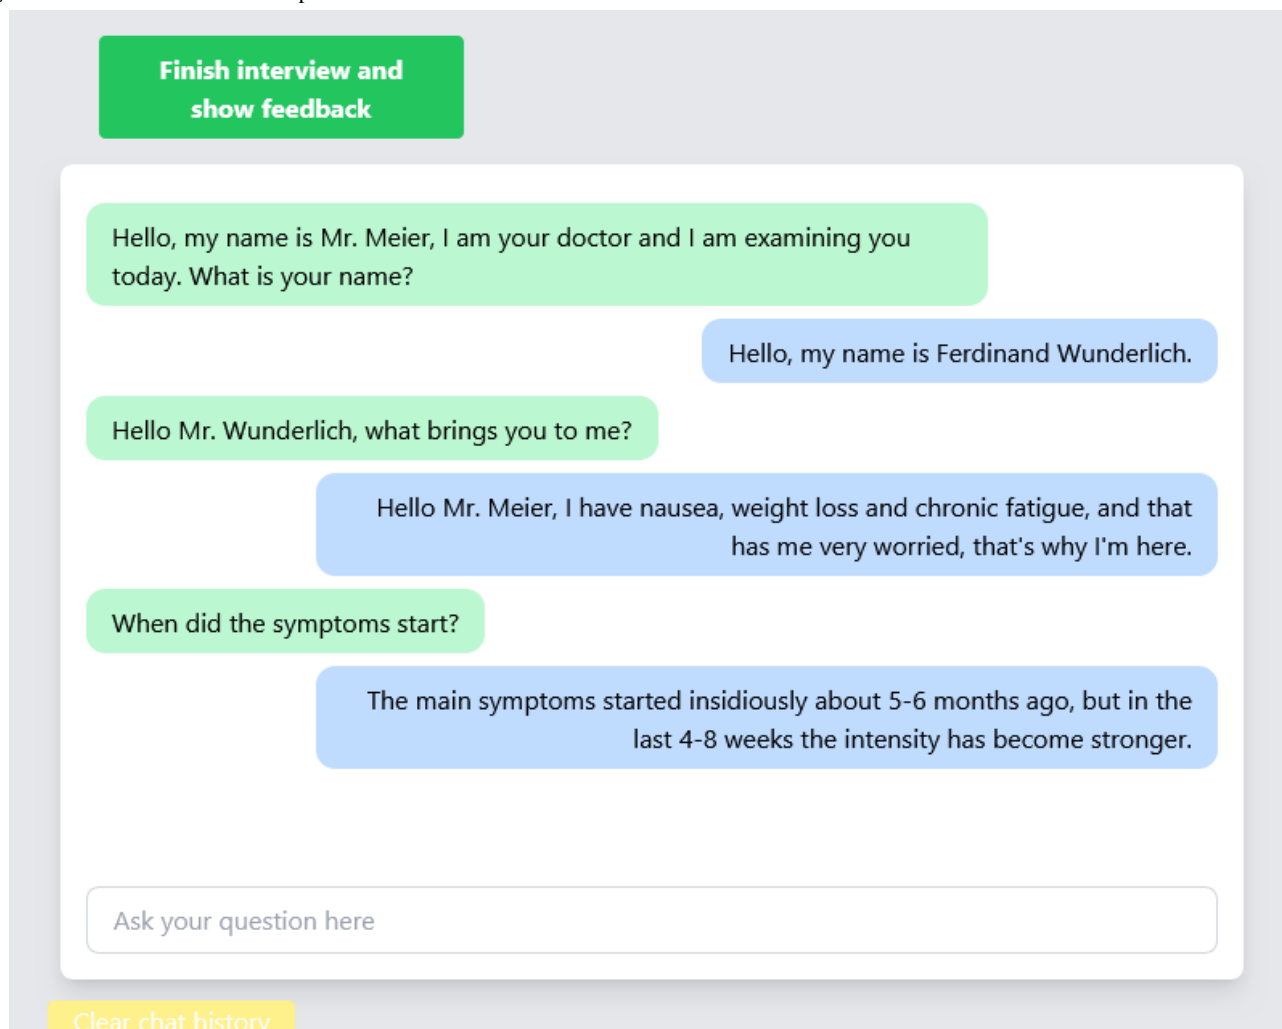 Finish interview and
show feedback
Hello, my name is Mr. Meier, I am your doctor and I am examining you
today. What is your name?
Hello, my name is Ferdinand Wunderlich.
Hello Mr. Wunderlich, what brings you to me?
Hello Mr. Meier, I have nausea, weight loss and chronic fatigue, and that
has me very worried, that's why I'm here.
When did the symptoms start?
The main symptoms started insidiously about 5-6 months ago, but in the
last 4-8 weeks the intensity has become stronger.
Ask your question here
Clear chat history